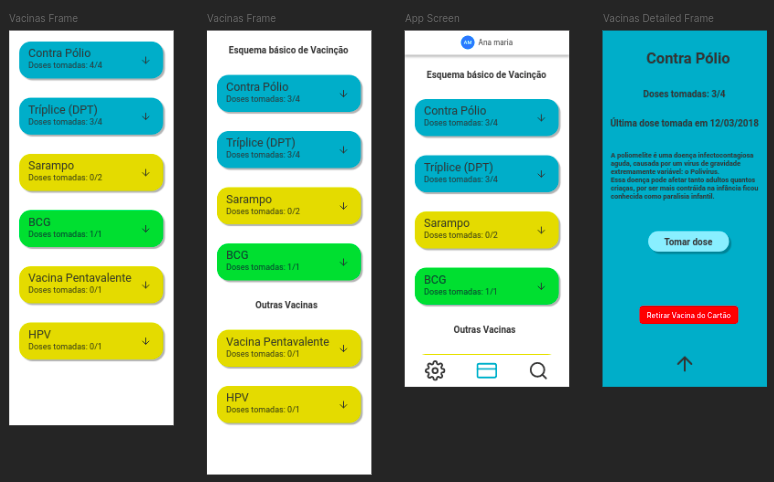 Vacinas Frame
Contra Pólio
Doses tomadas: 4/4
Tríplice (DPT)
Doses tomadas: 3/4
Sarampo
Doses tomadas: 0/2
BCG
Doses tomadas: 1/1
Vacina Pentavalente
Doses tomadas: 0/1
HPV
Doses tomadas: 0/1
Vacinas Frame
Esquema básico de Vacinção
Contra Pólio
Doses tomadas: 3/4
Tríplice (DPT)
Doses tomadas: 3/4
Sarampo
Doses tomadas: 0/2
BCG
Doses tomadas: 1/1
Outras Vacinas
Vacina Pentavalente
Doses tomadas: 0/1
HPV
Doses tomadas: 0/1
App Screen
AM Ana maria
Esquema básico de Vacinção
Contra Pólio
Doses tomadas: 3/4
Tríplice (DPT)
Doses tomadas: 3/4
Sarampo
Doses tomadas: 0/2
BCG
Doses tomadas: 1/1
Outras Vacinas
Vacinas Detailed Frame
Contra Pólio
Doses tomadas: 3/4
Última dose tomada em 12/03/2018
A poliomelite é uma doença infectocontagiosa
aguda, causada por um vírus de gravidade
extremamente variável: o Polivírus.
Essa doença pode afetar tanto adultos quantos
criaças, por ser mais contráida na infância ficou
conhecida como paralisia infantil.
Tomar dose
Retirar Vacina do Cartão